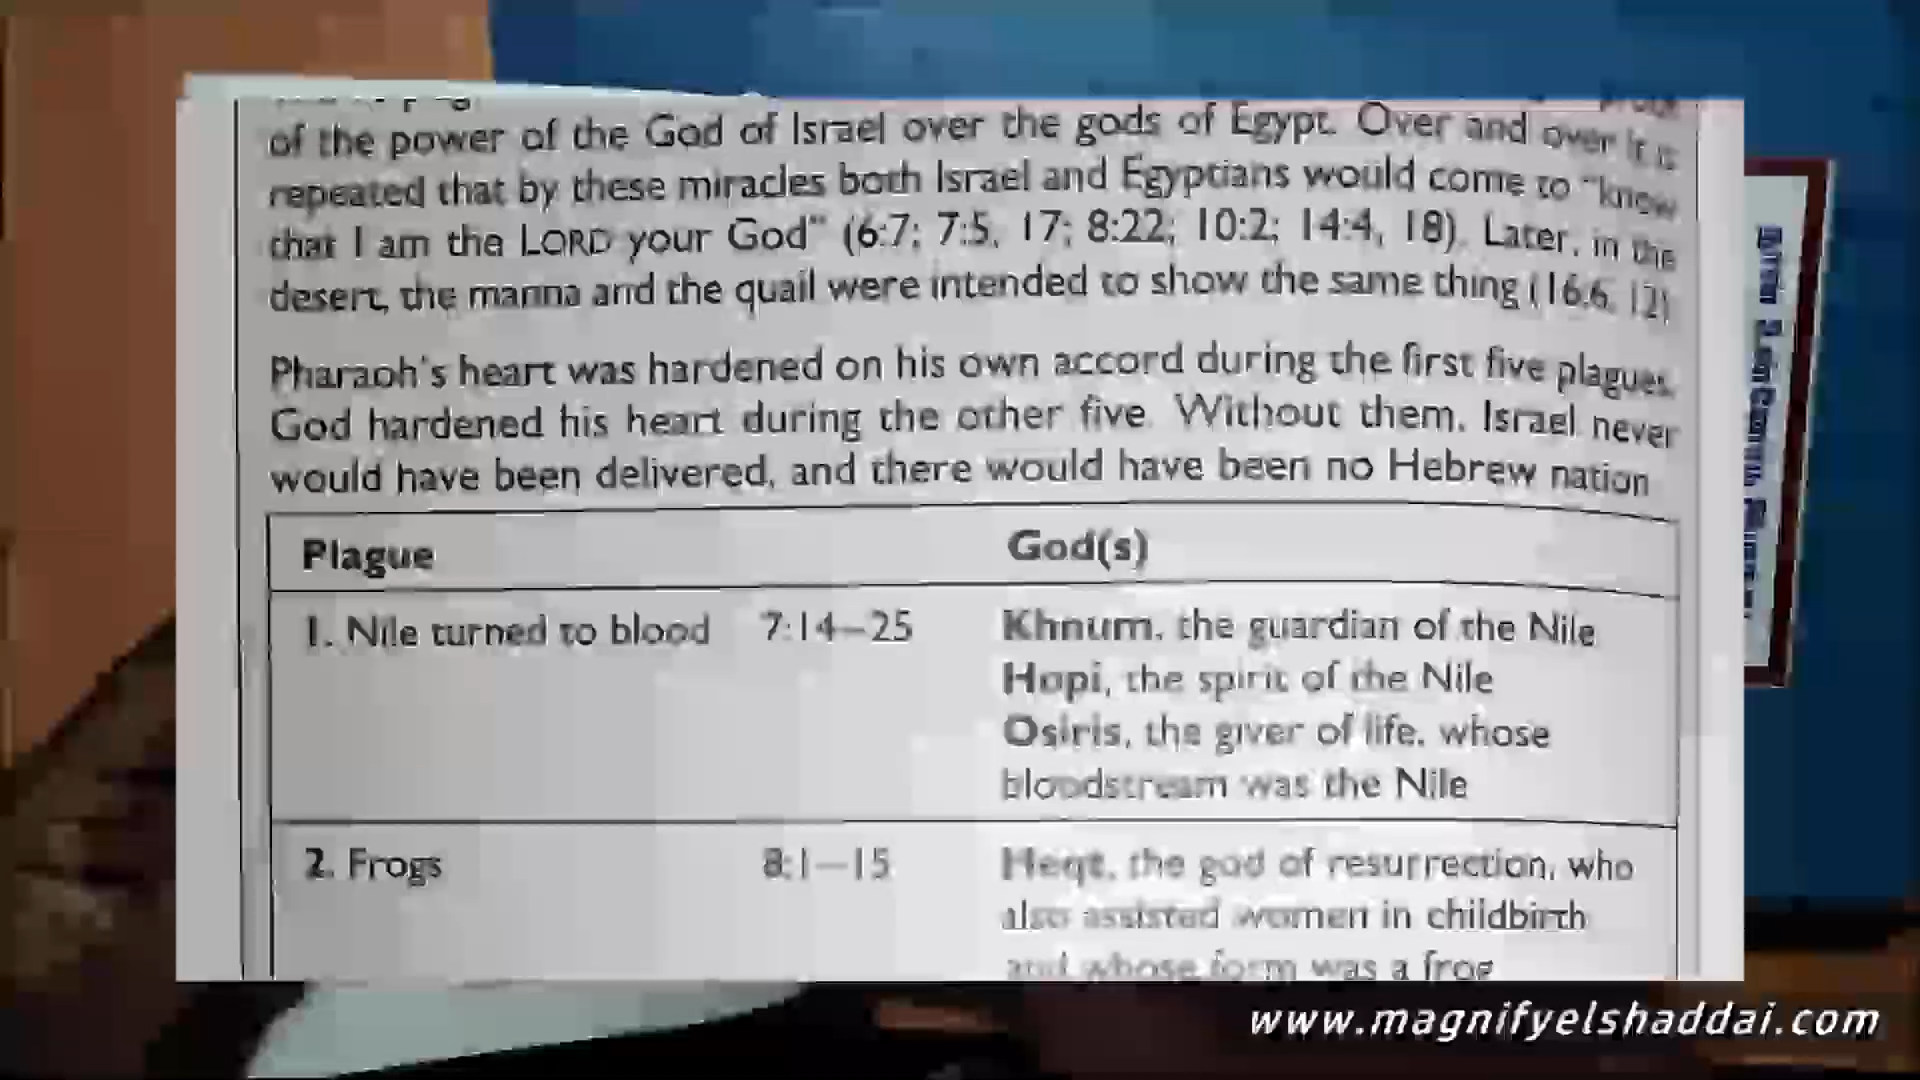 of the power of the God of Israel over the gods of Egypt. Over and over it is
repeated that by these miracles both Israel and Egyptians would come to "know
that I am the LORD your God" (6:7; 7:5, 17; 8:22; 10:2; 14:4, 18). Later, in the
desert, the manna and the quail were intended to show the same thing (16:6, 12)
Pharaoh's heart was hardened on his own accord during the first five plagues.
God hardened his heart during the other five. Without them, Israel never
would have been delivered, and there would have been no Hebrew nation
Plague God(s)
1. Nile turned to blood 7:14–25 Khnum, the guardian of the Nile
Hapi, the spirit of the Nile
Osiris, the giver of life, whose
bloodstream was the Nile
2. Frogs 8:1–15 Heqt, the god of resurrection, who
also assisted women in childbirth
and whose form was a frog
www.magnifyelshaddai.com